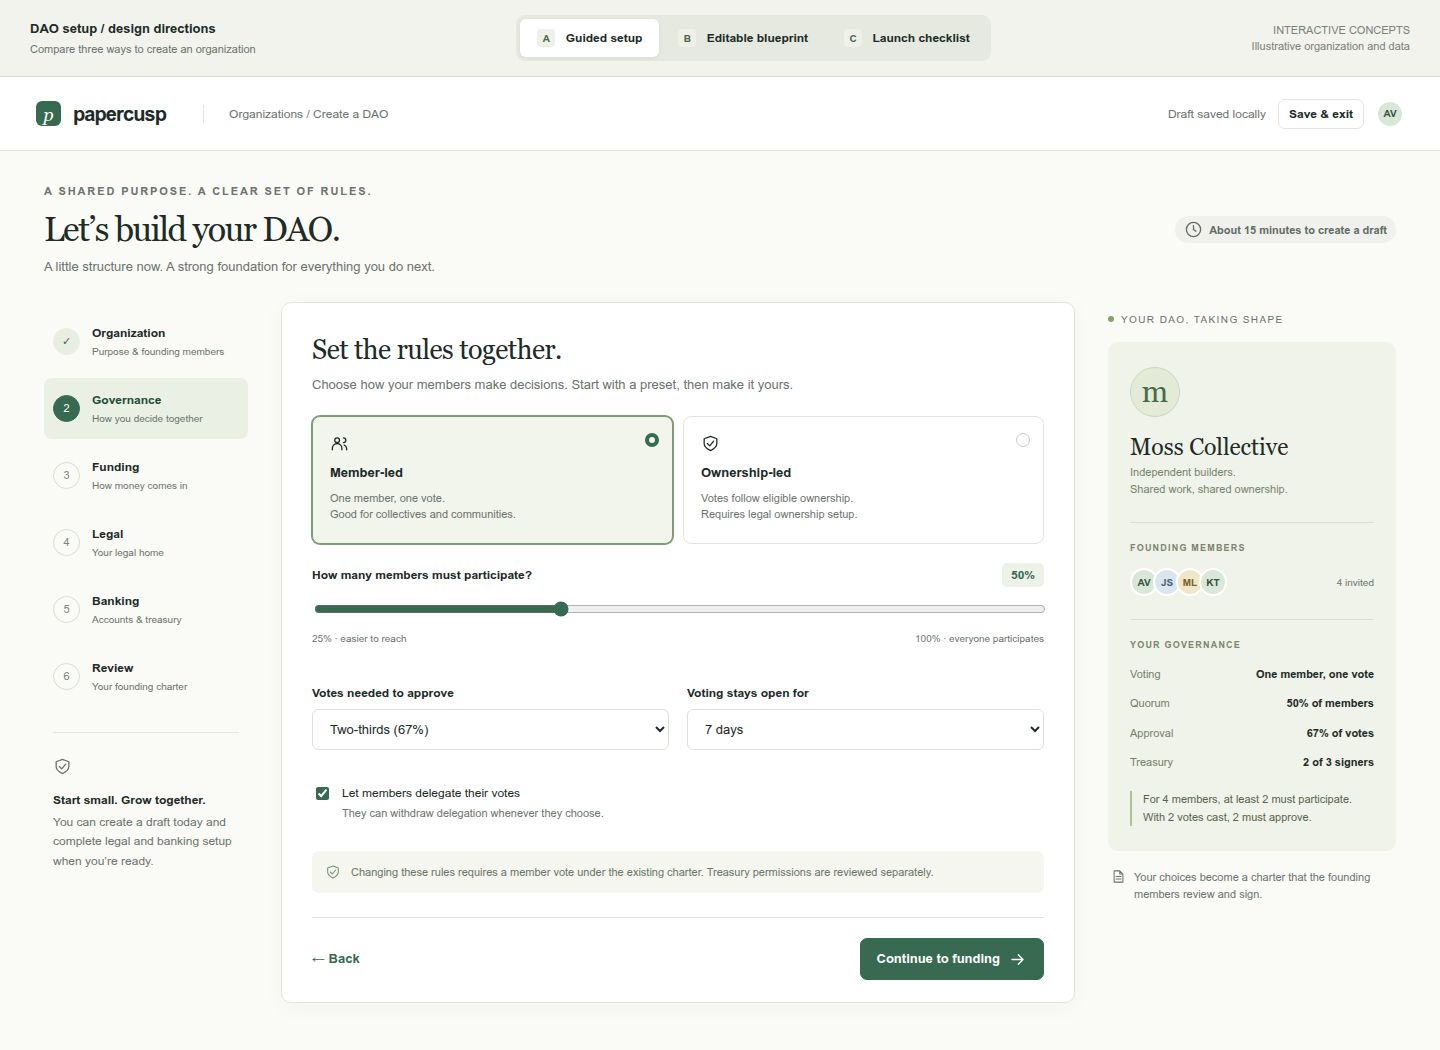 DAO setup / design directions
Compare three ways to create an organization
A Guided setup
B Editable blueprint
C Launch checklist
INTERACTIVE CONCEPTS
Illustrative organization and data
p papercusp
Organizations / Create a DAO
Draft saved locally
Save & exit
AV
A SHARED PURPOSE. A CLEAR SET OF RULES.
Let’s build your DAO.
A little structure now. A strong foundation for everything you do next.
About 15 minutes to create a draft
✓
Organization
Purpose & founding members
2
Governance
How you decide together
3
Funding
How money comes in
4
Legal
Your legal home
5
Banking
Accounts & treasury
6
Review
Your founding charter
Start small. Grow together.
You can create a draft today and
complete legal and banking setup
when you’re ready.
Set the rules together.
Choose how your members make decisions. Start with a preset, then make it yours.
Member-led
One member, one vote.
Good for collectives and communities.
Ownership-led
Votes follow eligible ownership.
Requires legal ownership setup.
How many members must participate?
50%
25% · easier to reach
100% · everyone participates
Votes needed to approve
Two-thirds (67%)
Voting stays open for
7 days
Let members delegate their votes
They can withdraw delegation whenever they choose.
Changing these rules requires a member vote under the existing charter. Treasury permissions are reviewed separately.
← Back
Continue to funding →
YOUR DAO, TAKING SHAPE
m
Moss Collective
Independent builders.
Shared work, shared ownership.
FOUNDING MEMBERS
AV JS ML KT
4 invited
YOUR GOVERNANCE
Voting One member, one vote
Quorum 50% of members
Approval 67% of votes
Treasury 2 of 3 signers
For 4 members, at least 2 must participate.
With 2 votes cast, 2 must approve.
Your choices become a charter that the founding
members review and sign.